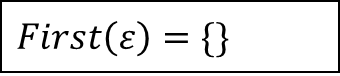 First(ε) = {}